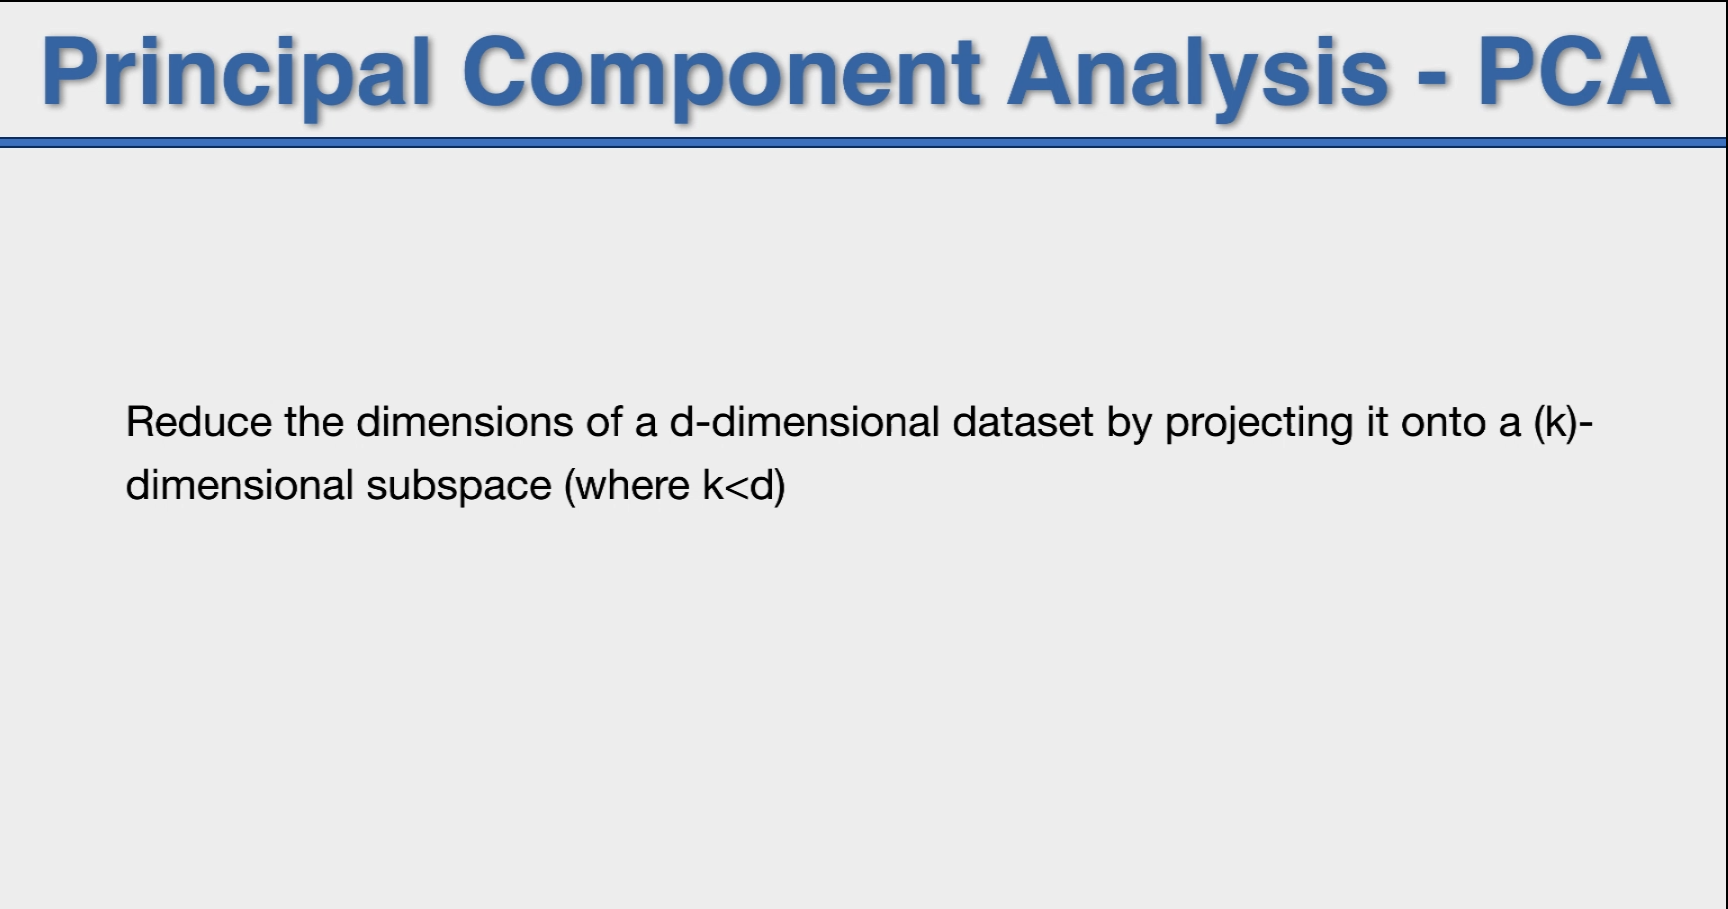 Principal Component Analysis - PCA
Reduce the dimensions of a d-dimensional dataset by projecting it onto a (k)-
dimensional subspace (where k<d)